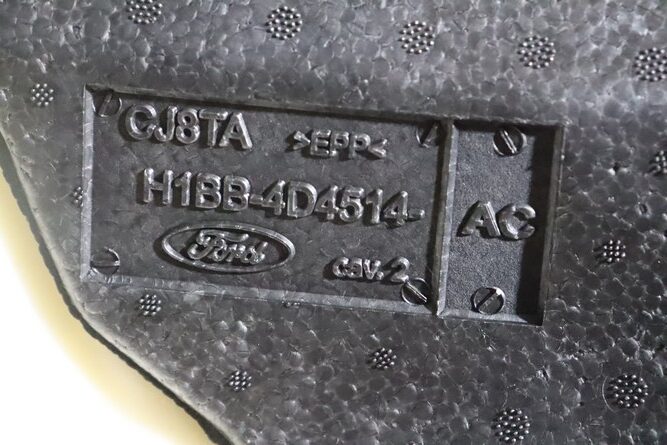 CJ8TA >EPP<
H1BB-4D4514- AC
Ford CAV.2